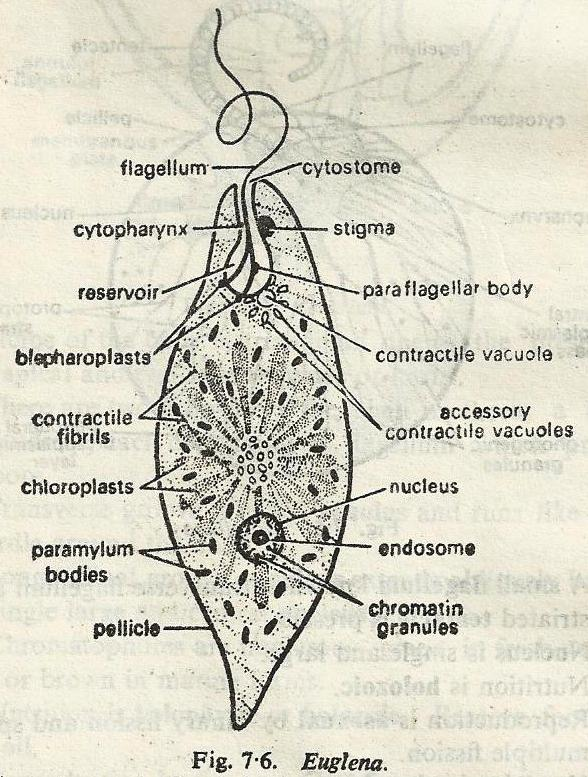 flagellum
cytostome
cytopharynx
stigma
reservoir
paraflagellar body
blepharoplasts
contractile vacuole
contractile
fibrils
accessory
contractile vacuoles
chloroplasts
nucleus
paramylum
bodies
endosome
chromatin
granules
pellicle
Fig. 7·6. Euglena.